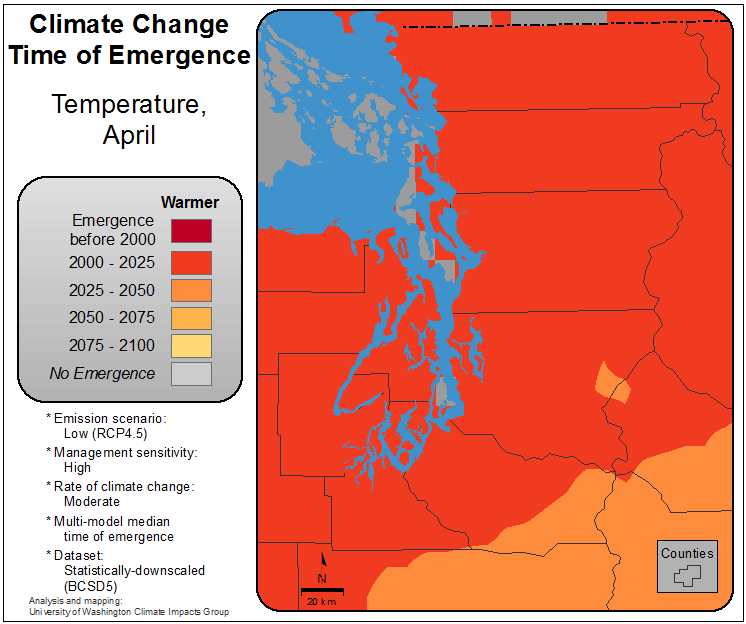 Climate Change
Time of Emergence
Temperature,
April
Warmer
Emergence
before 2000
2000 - 2025
2025 - 2050
2050 - 2075
2075 - 2100
No Emergence
* Emission scenario:
Low (RCP4.5)
* Management sensitivity:
High
* Rate of climate change:
Moderate
* Multi-model median
time of emergence
* Dataset:
Statistically-downscaled
(BCSD5)
Analysis and mapping:
University of Washington Climate Impacts Group
N
20 km
Counties